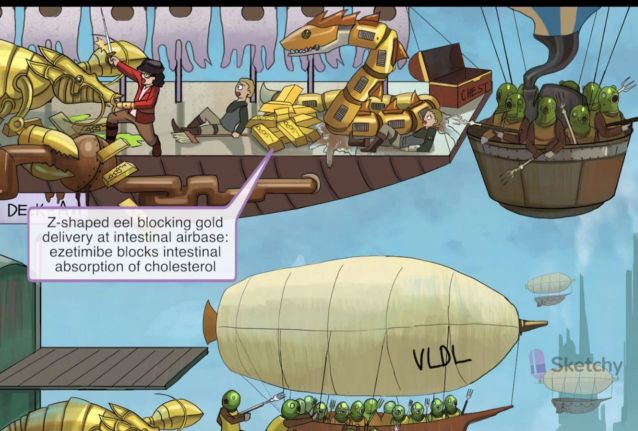 CHEST
Z-shaped eel blocking gold
delivery at intestinal airbase:
ezetimibe blocks intestinal
absorption of cholesterol
VLDL
Sketchy